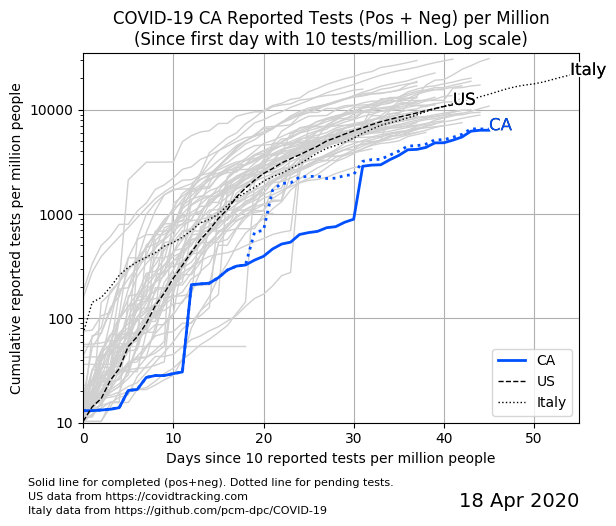 COVID-19 CA Reported Tests (Pos + Neg) per Million
(Since first day with 10 tests/million. Log scale)
Cumulative reported tests per million people
10000
1000
100
10
Italy
US
CA
CA
US
Italy
0
10
20
30
40
50
Days since 10 reported tests per million people
Solid line for completed (pos+neg). Dotted line for pending tests.
US data from https://covidtracking.com
Italy data from https://github.com/pcm-dpc/COVID-19
18 Apr 2020